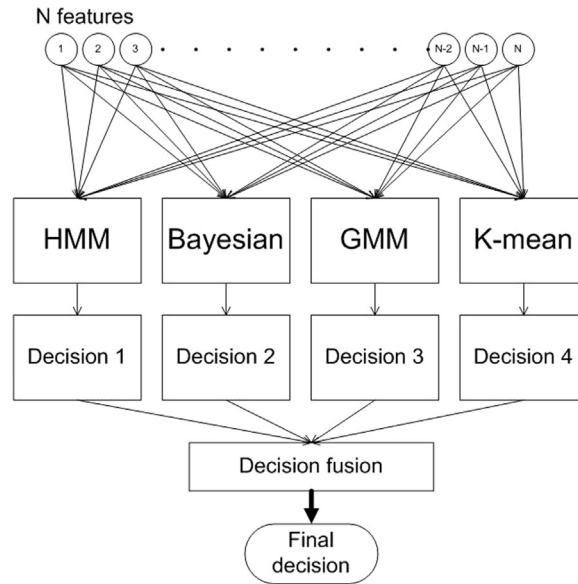 N features
1 2 3 N-2 N-1 N
HMM Bayesian GMM K-mean
Decision 1 Decision 2 Decision 3 Decision 4
Decision fusion
Final
decision